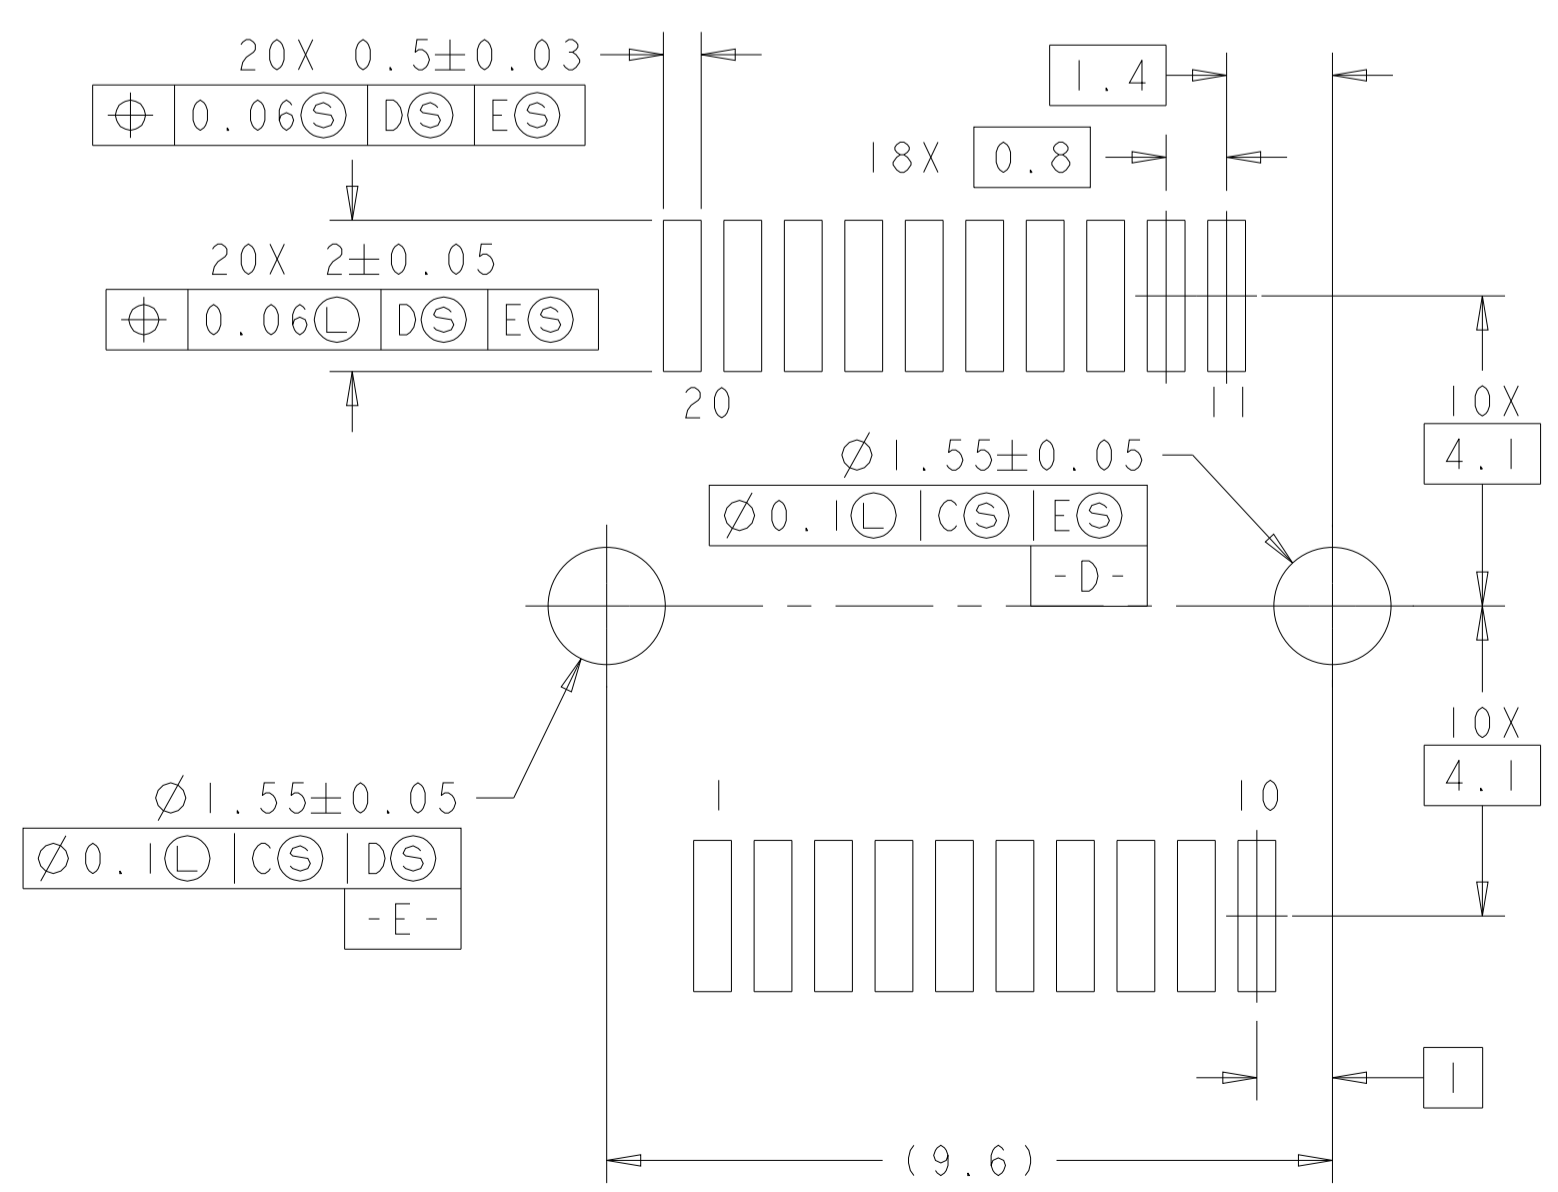 20X 0.5±0.03
⌖ 0.06Ⓢ DⓈ EⓈ
1.4
18X 0.8
20X 2±0.05
⌖ 0.06Ⓛ DⓈ EⓈ
20
11
10X
4.1
Ø1.55±0.05
Ø0.1Ⓛ CⓈ EⓈ
-D-
10X
4.1
Ø1.55±0.05
Ø0.1Ⓛ CⓈ DⓈ
-E-
1
10
1
(9.6)